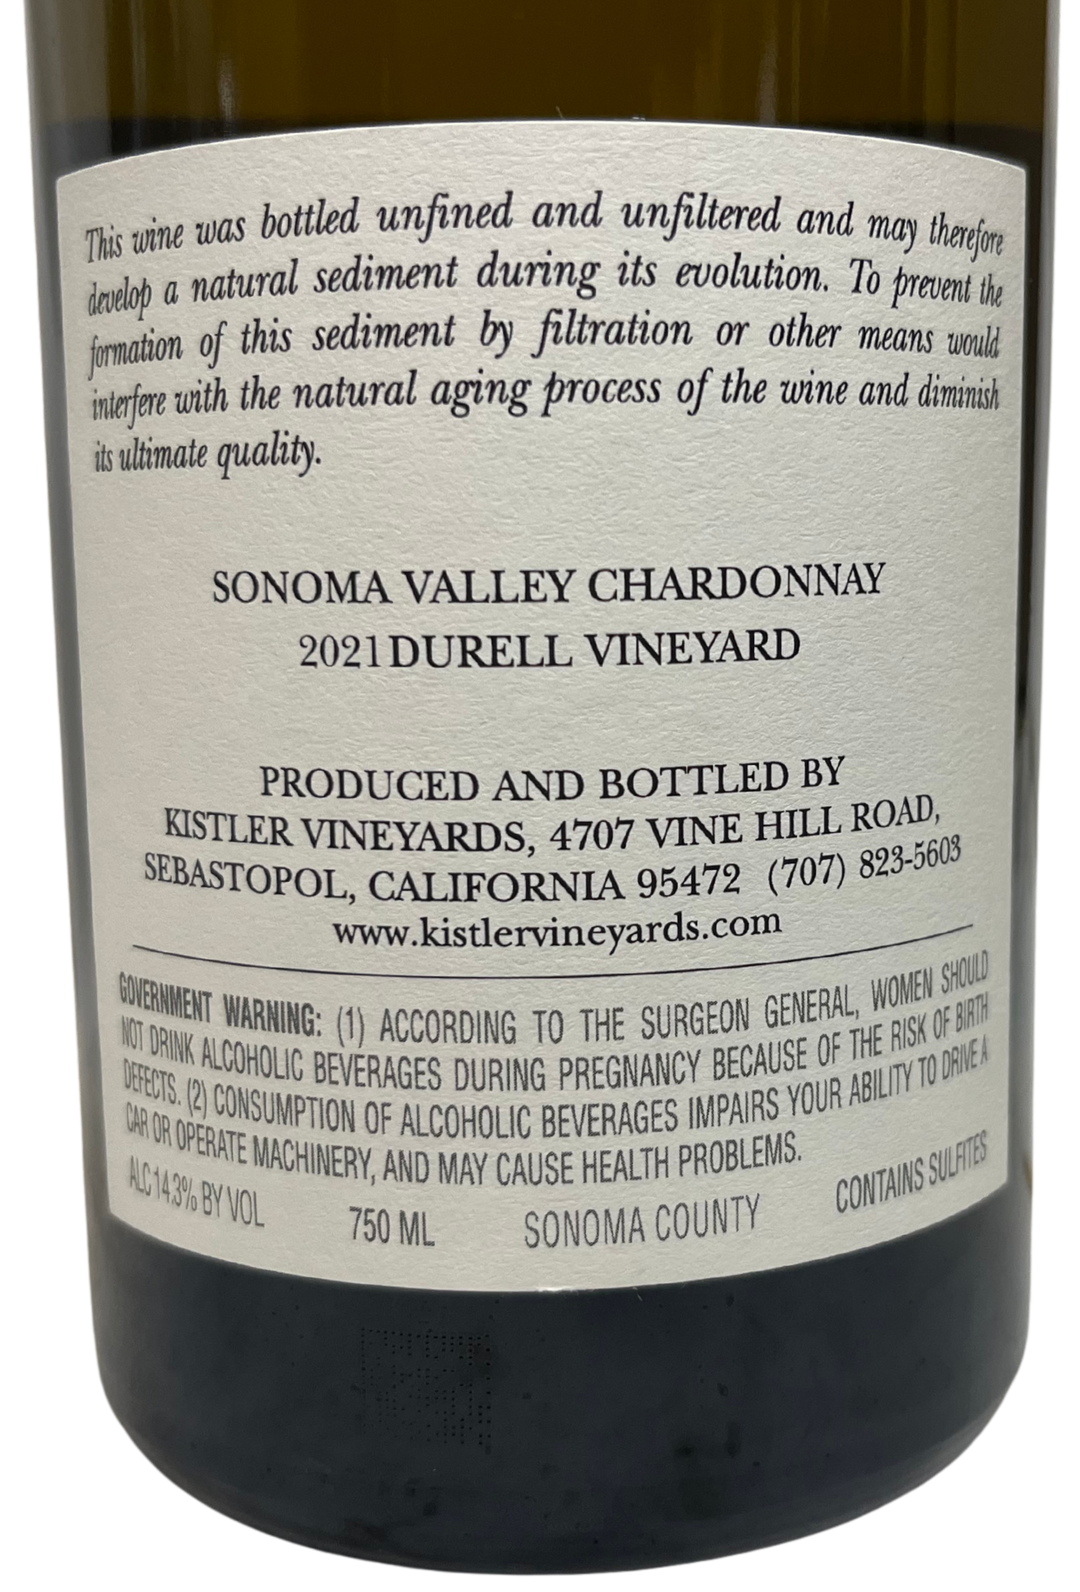 This wine was bottled unfined and unfiltered and may therefore
develop a natural sediment during its evolution. To prevent the
formation of this sediment by filtration or other means would
interfere with the natural aging process of the wine and diminish
its ultimate quality.
SONOMA VALLEY CHARDONNAY
2021 DURELL VINEYARD
PRODUCED AND BOTTLED BY
KISTLER VINEYARDS, 4707 VINE HILL ROAD,
SEBASTOPOL, CALIFORNIA 95472 (707) 823-5603
www.kistlervineyards.com
GOVERNMENT WARNING: (1) ACCORDING TO THE SURGEON GENERAL, WOMEN SHOULD
NOT DRINK ALCOHOLIC BEVERAGES DURING PREGNANCY BECAUSE OF THE RISK OF BIRTH
DEFECTS. (2) CONSUMPTION OF ALCOHOLIC BEVERAGES IMPAIRS YOUR ABILITY TO DRIVE A
CAR OR OPERATE MACHINERY, AND MAY CAUSE HEALTH PROBLEMS.
ALC 14.3% BY VOL 750 ML SONOMA COUNTY CONTAINS SULFITES